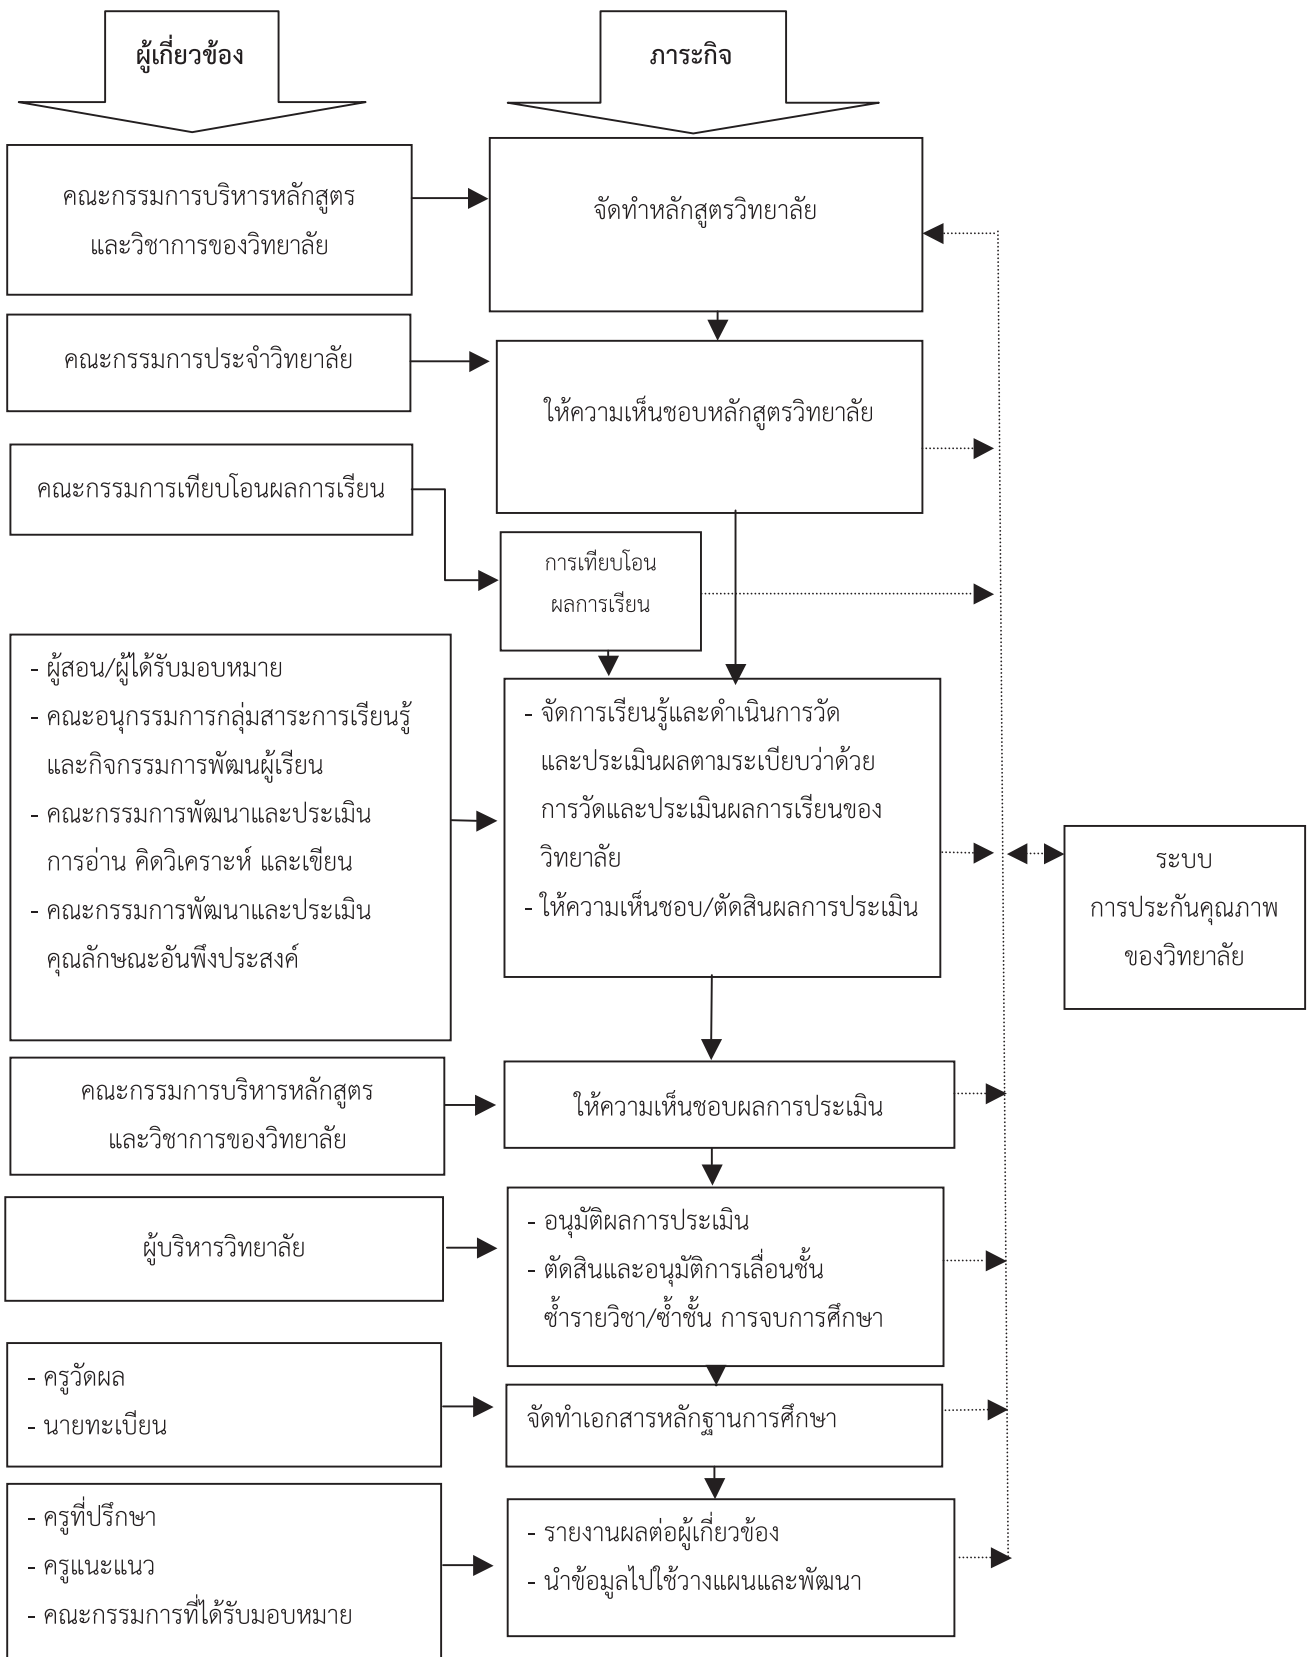 ผู้เกี่ยวข้อง
ภาระกิจ
คณะกรรมการบริหารหลักสูตร
และวิชาการของวิทยาลัย
จัดทำหลักสูตรวิทยาลัย
คณะกรรมการประจำวิทยาลัย
ให้ความเห็นชอบหลักสูตรวิทยาลัย
คณะกรรมการเทียบโอนผลการเรียน
การเทียบโอน
ผลการเรียน
- ผู้สอน/ผู้ได้รับมอบหมาย
- คณะอนุกรรมการกลุ่มสาระการเรียนรู้
และกิจกรรมการพัฒนผู้เรียน
- คณะกรรมการพัฒนาและประเมิน
การอ่าน คิดวิเคราะห์ และเขียน
- คณะกรรมการพัฒนาและประเมิน
คุณลักษณะอันพึงประสงค์
- จัดการเรียนรู้และดำเนินการวัด
และประเมินผลตามระเบียบว่าด้วย
การวัดและประเมินผลการเรียนของ
วิทยาลัย
- ให้ความเห็นชอบ/ตัดสินผลการประเมิน
ระบบ
การประกันคุณภาพ
ของวิทยาลัย
คณะกรรมการบริหารหลักสูตร
และวิชาการของวิทยาลัย
ให้ความเห็นชอบผลการประเมิน
ผู้บริหารวิทยาลัย
- อนุมัติผลการประเมิน
- ตัดสินและอนุมัติการเลื่อนชั้น
ซ้ำรายวิชา/ซ้ำชั้น การจบการศึกษา
- ครูวัดผล
- นายทะเบียน
จัดทำเอกสารหลักฐานการศึกษา
- ครูที่ปรึกษา
- ครูแนะแนว
- คณะกรรมการที่ได้รับมอบหมาย
- รายงานผลต่อผู้เกี่ยวข้อง
- นำข้อมูลไปใช้วางแผนและพัฒนา